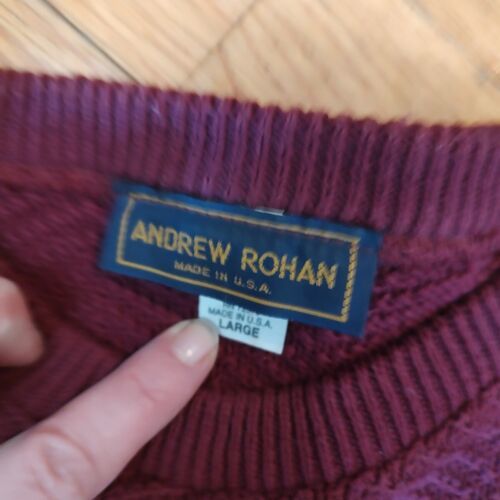 ANDREW ROHAN
MADE IN U.S.A.
MADE IN U.S.A.
LARGE